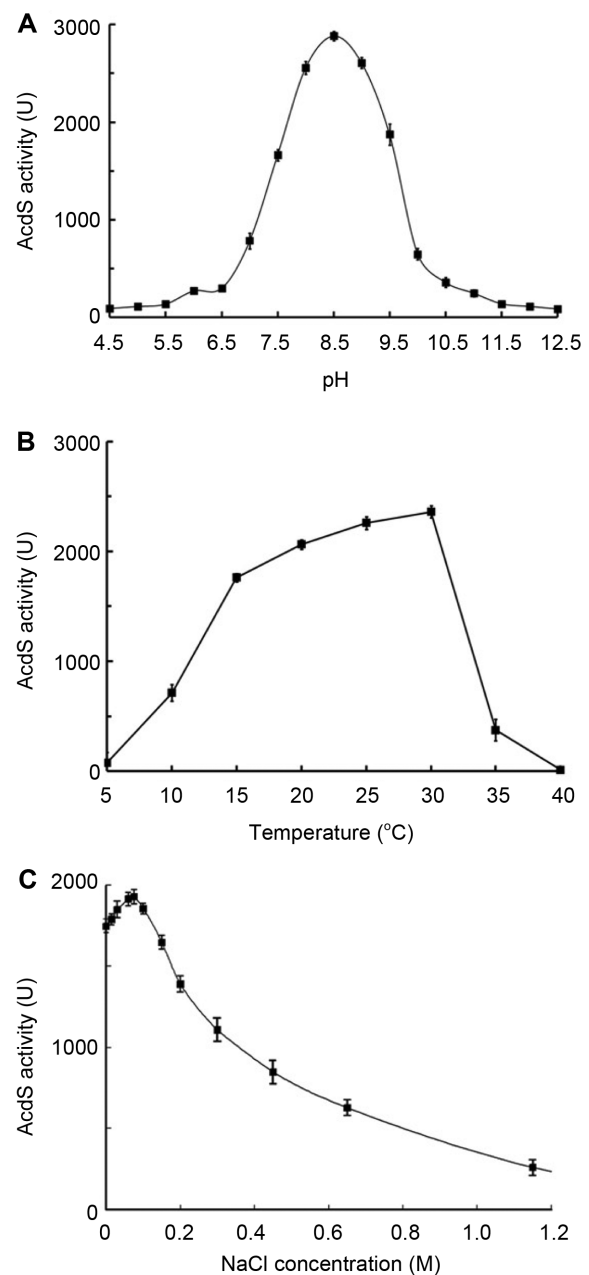 A
3000
2000
1000
0
AcdS activity (U)
4.5 5.5 6.5 7.5 8.5 9.5 10.5 11.5 12.5
pH
B
3000
2000
1000
0
AcdS activity (U)
5 10 15 20 25 30 35 40
Temperature (°C)
C
2000
1000
0
AcdS activity (U)
0 0.2 0.4 0.6 0.8 1.0 1.2
NaCl concentration (M)